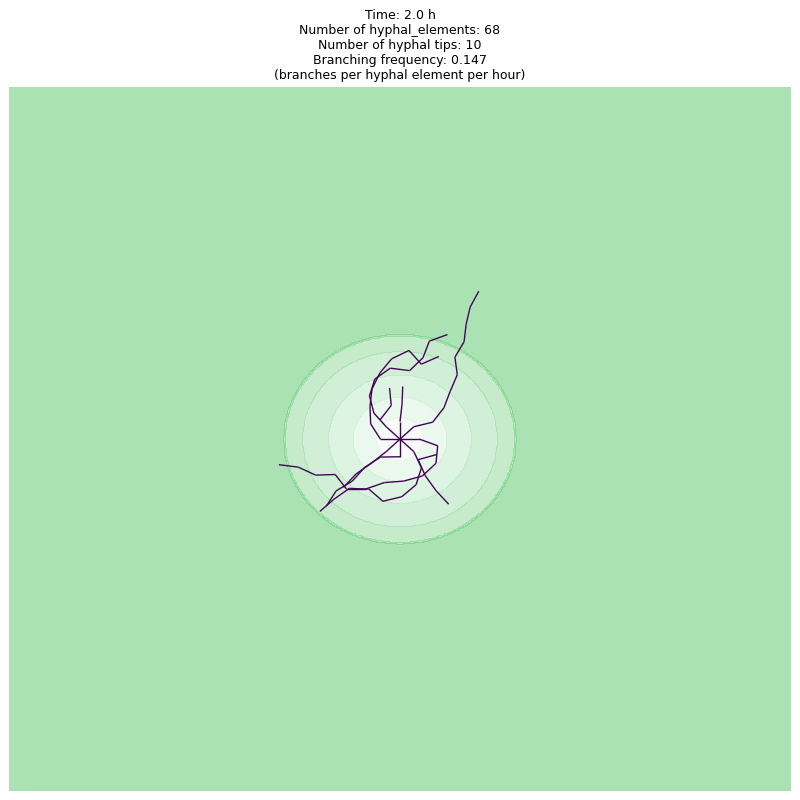 Time: 2.0 h
Number of hyphal_elements: 68
Number of hyphal tips: 10
Branching frequency: 0.147
(branches per hyphal element per hour)